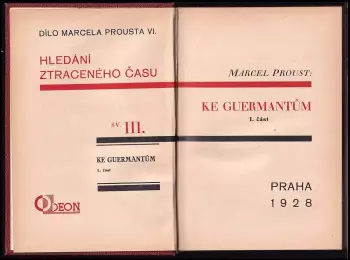 DÍLO MARCELA PROUSTA VI.
HLEDÁNÍ
ZTRACENÉHO ČASU
SV. III.
KE GUERMANTŮM
1. část
ODEON
MARCEL PROUST:
KE GUERMANTŮM
1. část
PRAHA
1928